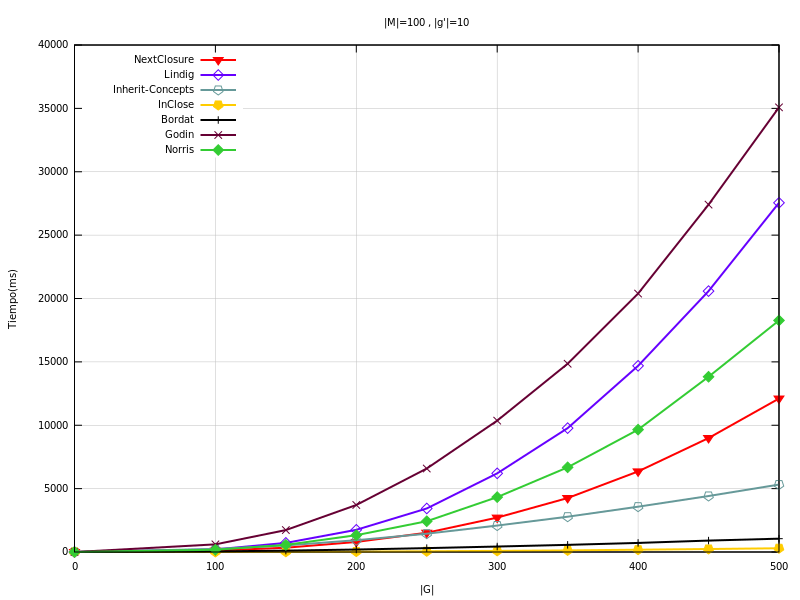 |M|=100 , |g'|=10
40000
35000
30000
25000
20000
15000
10000
5000
0
NextClosure
Lindig
Inherit-Concepts
InClose
Bordat
Godin
Norris
Tiempo(ms)
0 100 200 300 400 500
|G|